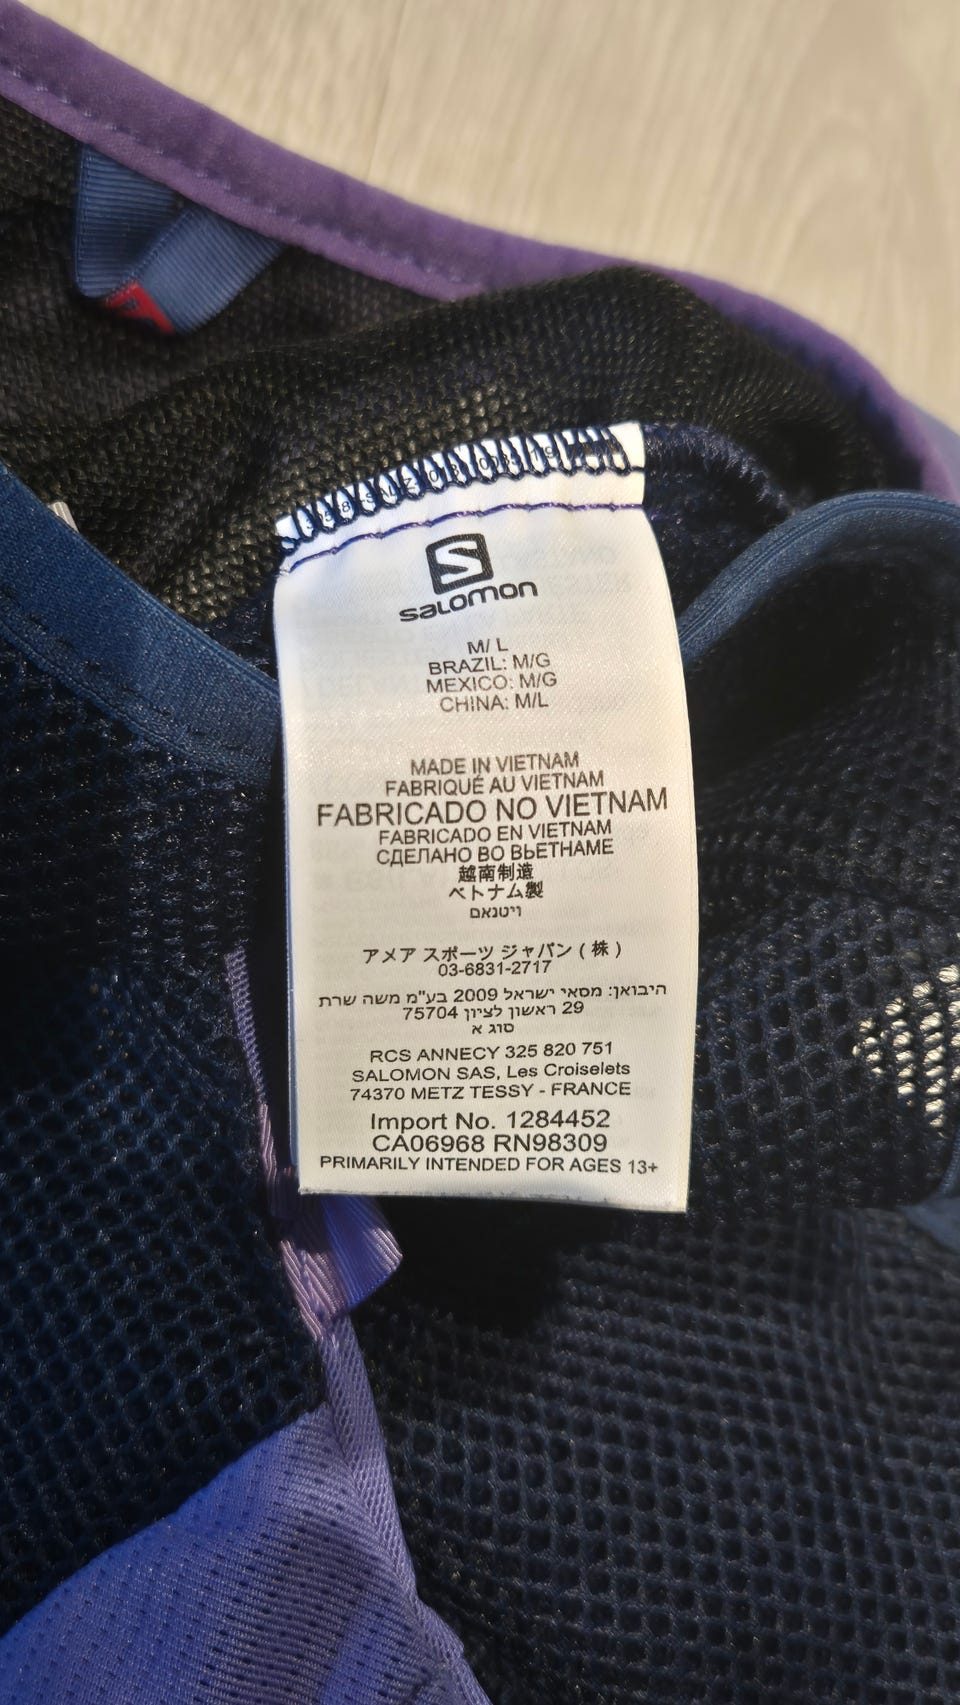 salomon
M/ L
BRAZIL: M/G
MEXICO: M/G
CHINA: M/L
MADE IN VIETNAM
FABRIQUÉ AU VIETNAM
FABRICADO NO VIETNAM
FABRICADO EN VIETNAM
СДЕЛАНО ВО ВЬЕТНАМЕ
越南制造
ベトナム製
ויטנאם
アメア スポーツ ジャパン ( 株 )
03-6831-2717
היבואן: מסאי ישראל 2009 בע"מ משה שרת
29 ראשון לציון 75704
סוג א
RCS ANNECY 325 820 751
SALOMON SAS, Les Croiselets
74370 METZ TESSY - FRANCE
Import No. 1284452
CA06968 RN98309
PRIMARILY INTENDED FOR AGES 13+